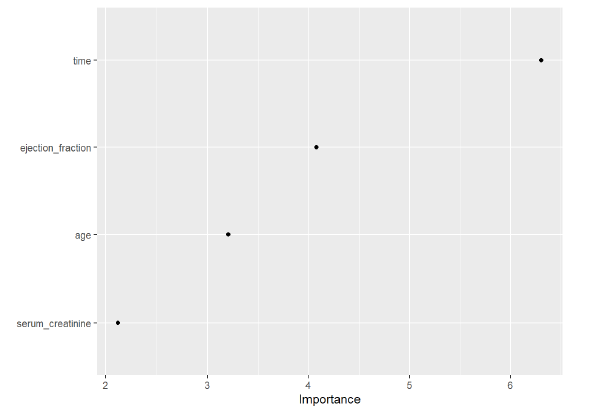 time
ejection_fraction
age
serum_creatinine
2 3 4 5 6
Importance